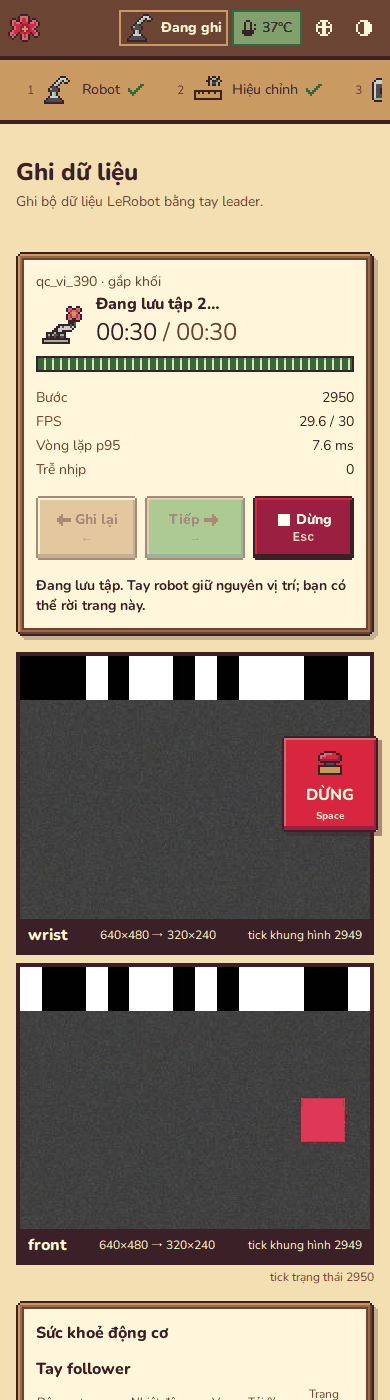 Đang ghi 37°C
1 Robot 2 Hiệu chỉnh 3
Ghi dữ liệu
Ghi bộ dữ liệu LeRobot bằng tay leader.
qc_vi_390 · gắp khối
Đang lưu tập 2…
00:30 / 00:30
Bước 2950
FPS 29.6 / 30
Vòng lặp p95 7.6 ms
Trễ nhịp 0
← Ghi lại Tiếp → Dừng
← → Esc
Đang lưu tập. Tay robot giữ nguyên vị trí; bạn có
thể rời trang này.
DỪNG
Space
wrist 640×480 → 320×240 tick khung hình 2949
front 640×480 → 320×240 tick khung hình 2949
tick trạng thái 2950
Sức khoẻ động cơ
Tay follower
Trạng